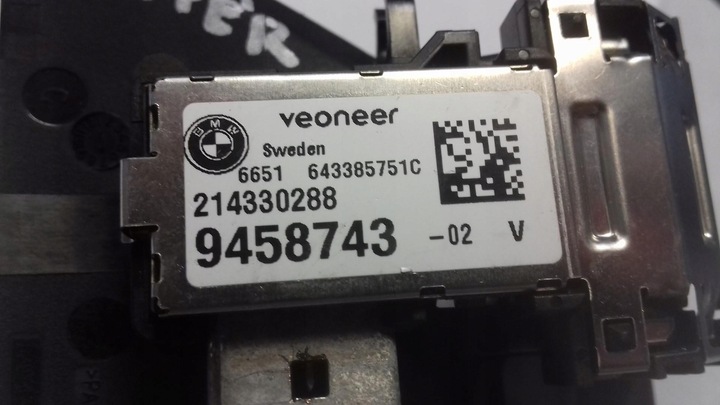 veoneer
BMW
Sweden
6651 643385751C
214330288
9458743 -02 V